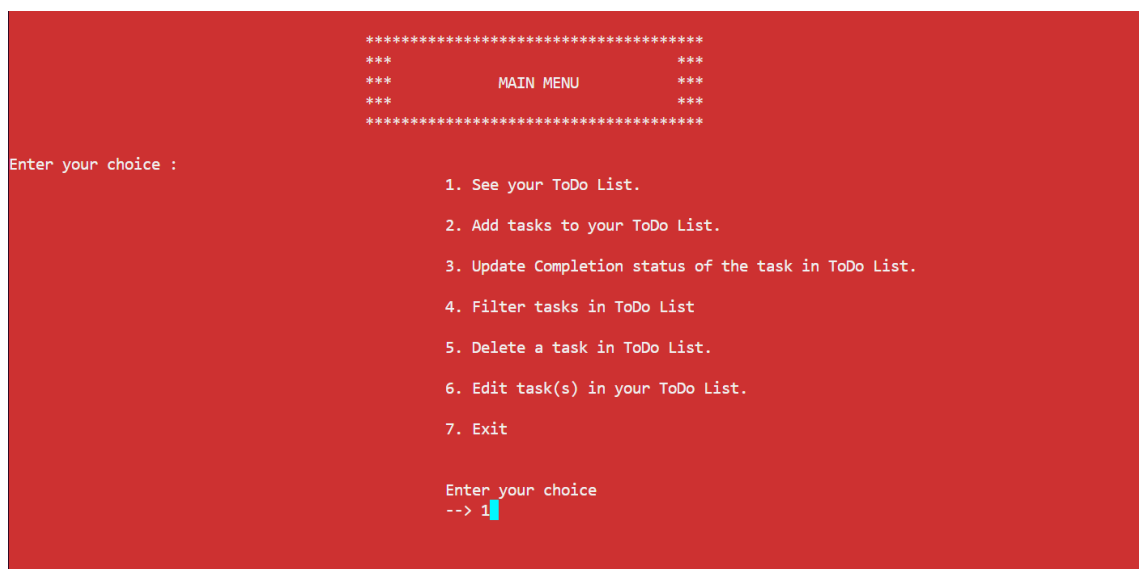 **************************************
*** ***
*** MAIN MENU ***
*** ***
**************************************
Enter your choice :
1. See your ToDo List.
2. Add tasks to your ToDo List.
3. Update Completion status of the task in ToDo List.
4. Filter tasks in ToDo List
5. Delete a task in ToDo List.
6. Edit task(s) in your ToDo List.
7. Exit
Enter your choice
--> 1